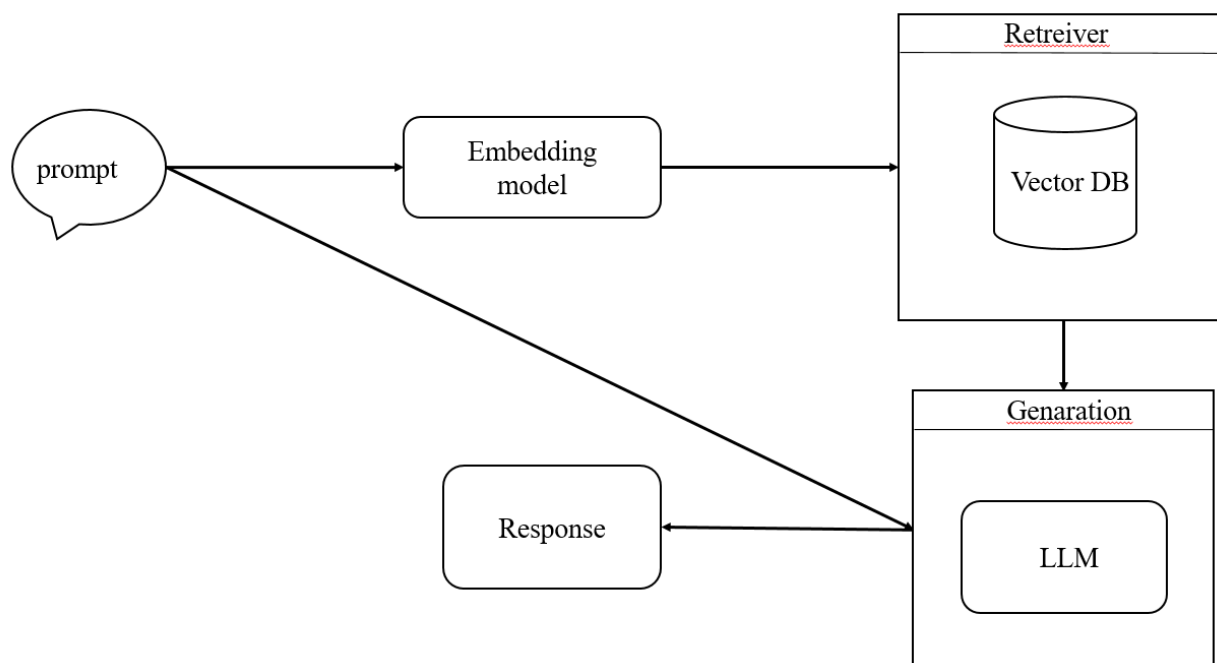 Retreiver
prompt
Embedding
model
Vector DB
Genaration
Response
LLM